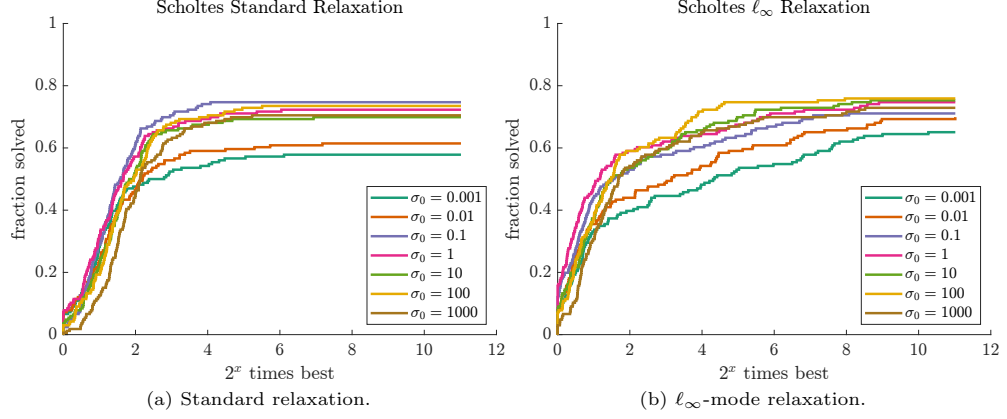 Scholtes Standard Relaxation
1
0.8
0.6
0.4
0.2
0
fraction solved
σ₀ = 0.001
σ₀ = 0.01
σ₀ = 0.1
σ₀ = 1
σ₀ = 10
σ₀ = 100
σ₀ = 1000
0 2 4 6 8 10 12
2ˣ times best
(a) Standard relaxation.
Scholtes ℓ∞ Relaxation
1
0.8
0.6
0.4
0.2
0
fraction solved
σ₀ = 0.001
σ₀ = 0.01
σ₀ = 0.1
σ₀ = 1
σ₀ = 10
σ₀ = 100
σ₀ = 1000
0 2 4 6 8 10 12
2ˣ times best
(b) ℓ∞-mode relaxation.